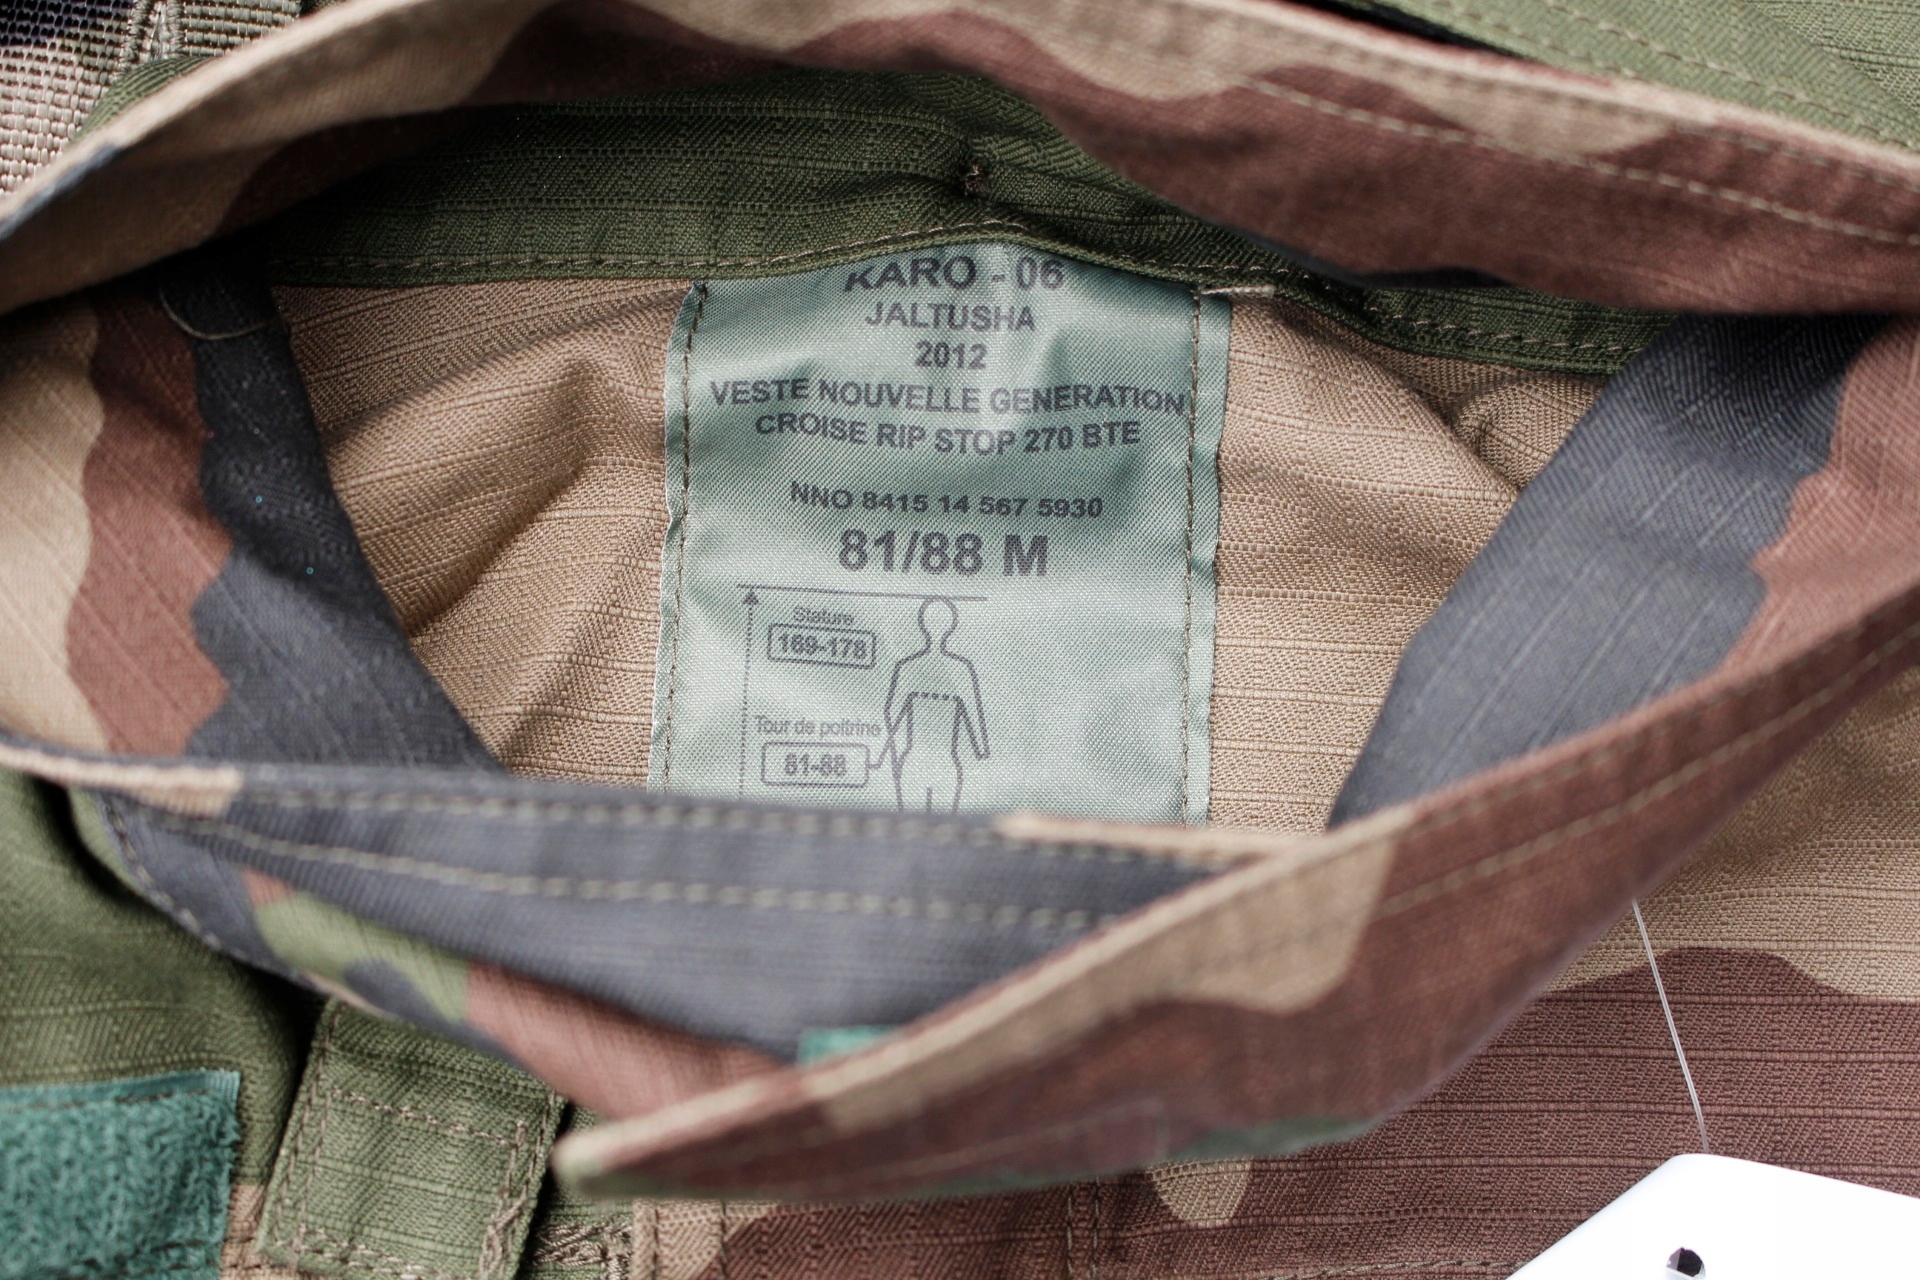 KARO - 06
JALTUSHA
2012
VESTE NOUVELLE GENERATION
CROISE RIP STOP 270 BTE
NNO 8415 14 567 5930
81/88 M
Stature
169-178
Tour de poitrine
81-88